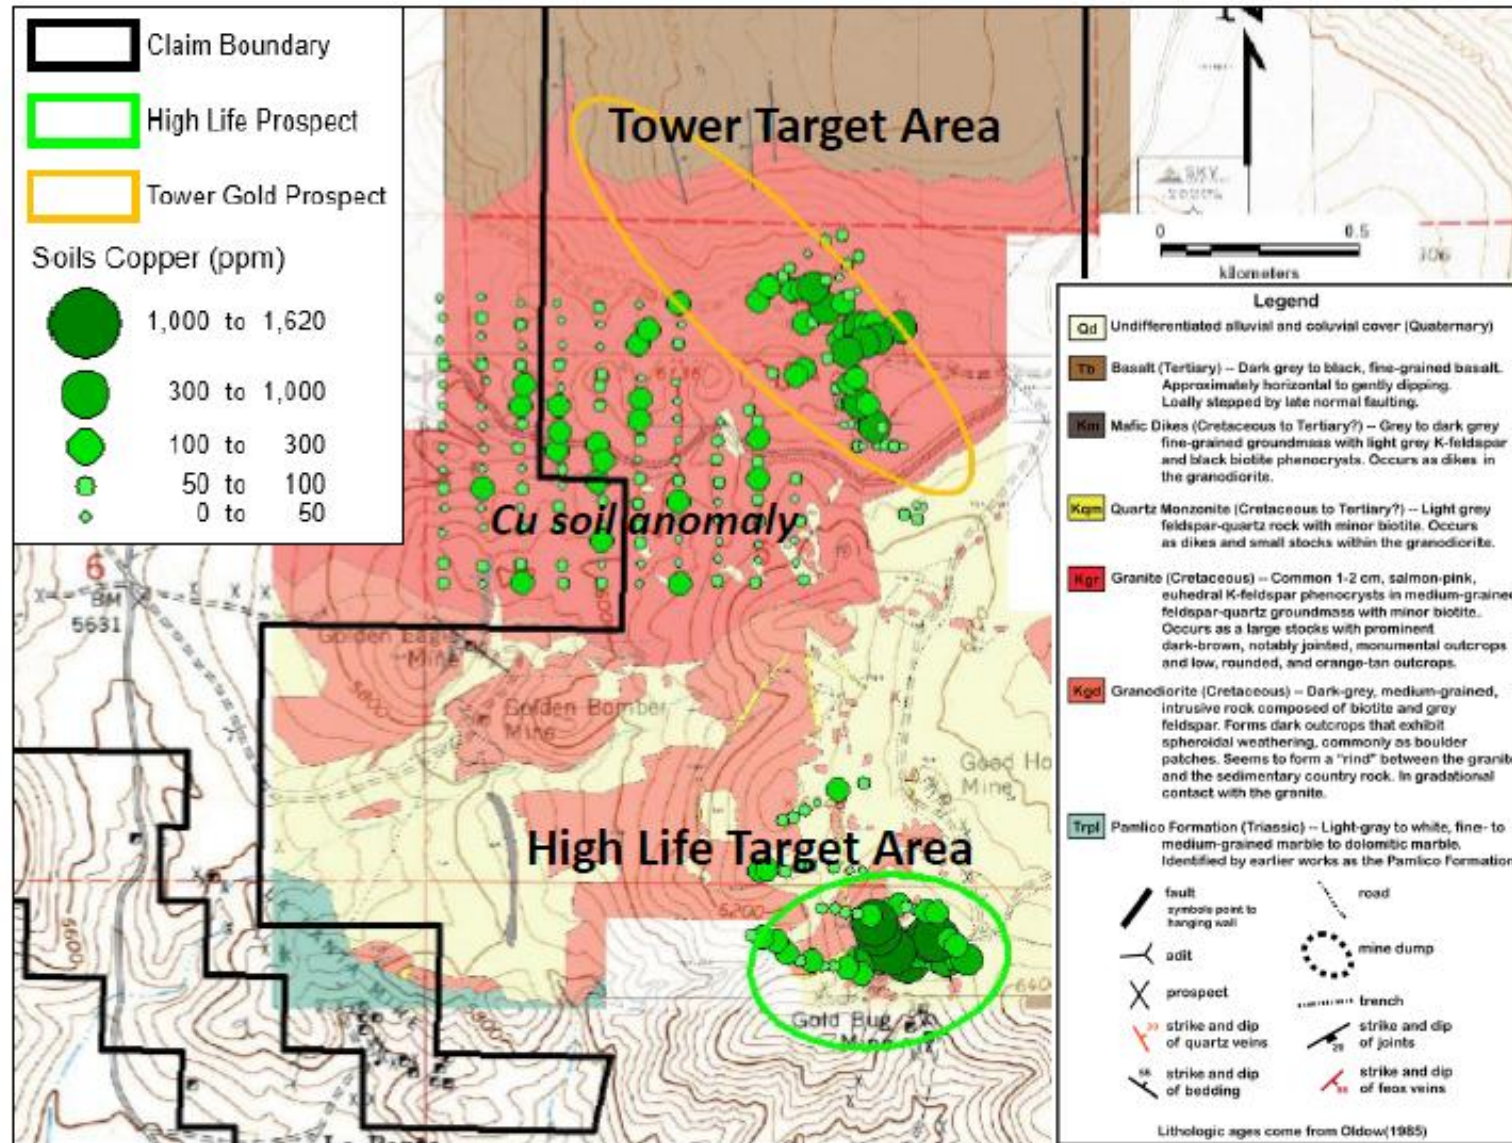 Claim Boundary
High Life Prospect
Tower Gold Prospect
Soils Copper (ppm)
1,000 to 1,620
300 to 1,000
100 to 300
50 to 100
0 to 50
Tower Target Area
N
SKY
0 0.5
kilometers
Cu soil anomaly
6
BM
5631
Golden Eagle
Mine
5800
Golden Bomber
Mine
Good Ho
Mine
High Life Target Area
5600
6400
Gold Bug
Mine
MINE
Legend
Qd Undifferentiated alluvial and coluvial cover (Quaternary)
Tb Basalt (Tertiary) -- Dark grey to black, fine-grained basalt.
Approximately horizontal to gently dipping.
Loally stepped by late normal faulting.
Km Mafic Dikes (Cretaceous to Tertiary?) -- Grey to dark grey
fine-grained groundmass with light grey K-feldspar
and black biotite phenocrysts. Occurs as dikes in
the granodiorite.
Kqm Quartz Monzonite (Cretaceous to Tertiary?) -- Light grey
feldspar-quartz rock with minor biotite. Occurs
as dikes and small stocks within the granodiorite.
Kgr Granite (Cretaceous) -- Common 1-2 cm, salmon-pink,
euhedral K-feldspar phenocrysts in medium-grained
feldspar-quartz groundmass with minor biotite.
Occurs as a large stocks with prominent
dark-brown, notably jointed, monumental outcrops
and low, rounded, and orange-tan outcrops.
Kgd Granodiorite (Cretaceous) -- Dark-grey, medium-grained,
intrusive rock composed of biotite and grey
feldspar. Forms dark outcrops that exhibit
spheroidal weathering, commonly as boulder
patches. Seems to form a "rind" between the granite
and the sedimentary country rock. In gradational
contact with the granite.
Trpl Pamlico Formation (Triassic) -- Light-gray to white, fine- to
medium-grained marble to dolomitic marble.
Identified by earlier works as the Pamlico Formation
fault
symbols point to
hanging wall
road
adit
mine dump
prospect
trench
strike and dip
of quartz veins
strike and dip
of joints
strike and dip
of bedding
strike and dip
of feox veins
Lithologic ages come from Oldow(1985)